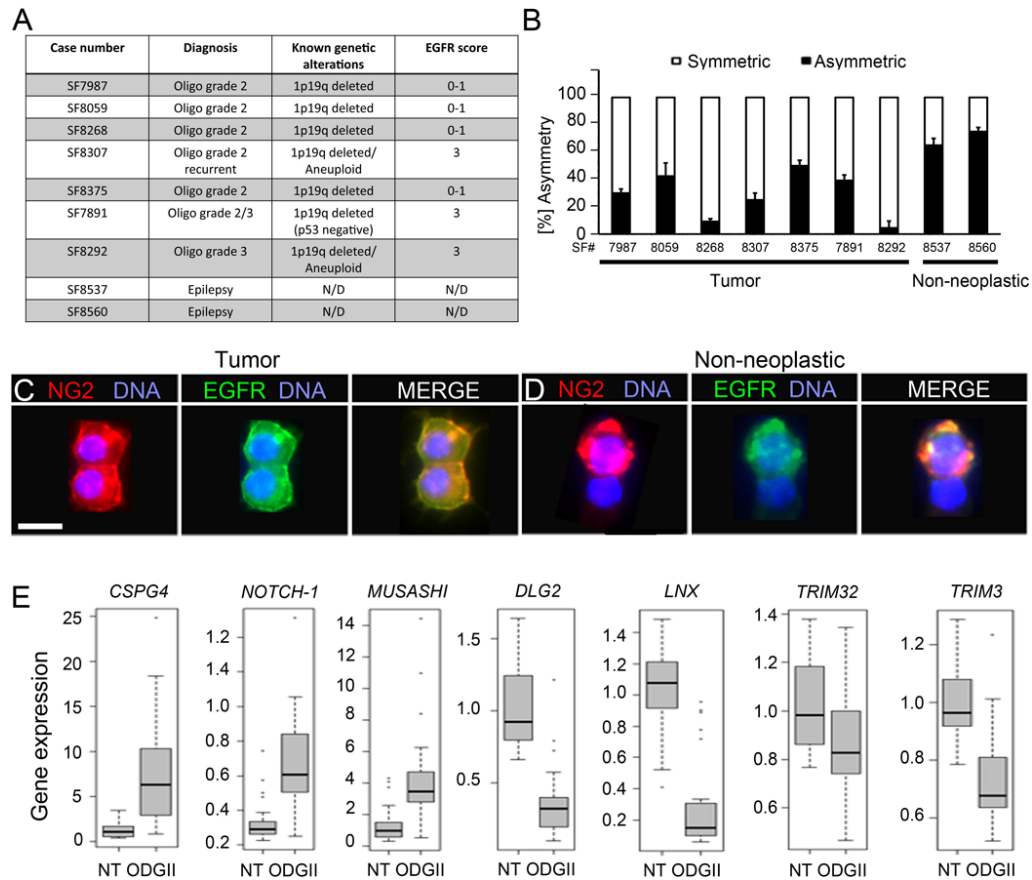 A
Case number Diagnosis Known genetic alterations EGFR score
SF7987 Oligo grade 2 1p19q deleted 0-1
SF8059 Oligo grade 2 1p19q deleted 0-1
SF8268 Oligo grade 2 1p19q deleted 0-1
SF8307 Oligo grade 2 recurrent 1p19q deleted/ Aneuploid 3
SF8375 Oligo grade 2 1p19q deleted 0-1
SF7891 Oligo grade 2/3 1p19q deleted (p53 negative) 3
SF8292 Oligo grade 3 1p19q deleted/ Aneuploid 3
SF8537 Epilepsy N/D N/D
SF8560 Epilepsy N/D N/D
B
Symmetric Asymmetric
[%] Asymmetry
100
80
60
40
20
0
SF# 7987 8059 8268 8307 8375 7891 8292 8537 8560
Tumor Non-neoplastic
Tumor Non-neoplastic
C NG2 DNA EGFR DNA MERGE D NG2 DNA EGFR DNA MERGE
E
CSPG4 NOTCH-1 MUSASHI DLG2 LNX TRIM32 TRIM3
Gene expression
25
20
15
10
5
0
1.2
1.0
0.8
0.6
0.4
0.2
14
12
10
8
6
4
2
0
1.5
1.0
0.5
1.4
1.2
1.0
0.8
0.6
0.4
0.2
1.4
1.2
1.0
0.8
0.6
1.2
1.0
0.8
0.6
NT ODGII NT ODGII NT ODGII NT ODGII NT ODGII NT ODGII NT ODGII